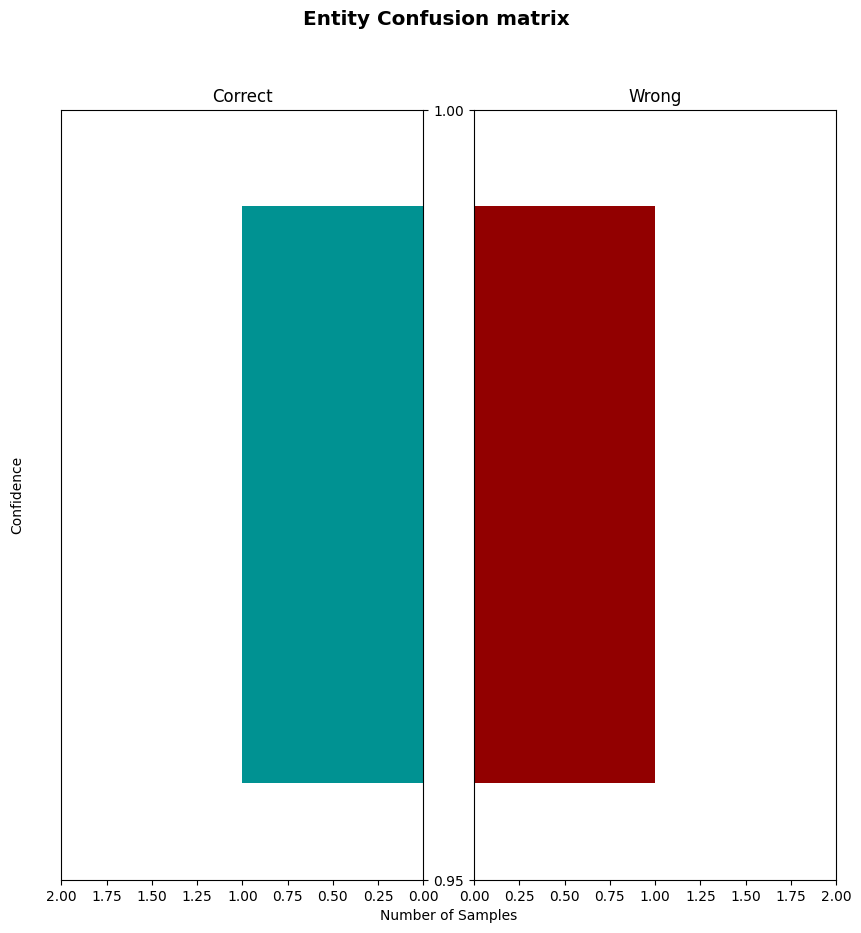 Entity Confusion matrix
Correct
Wrong
1.00
Confidence
0.95
2.00 1.75 1.50 1.25 1.00 0.75 0.50 0.25 0.00
0.00 0.25 0.50 0.75 1.00 1.25 1.50 1.75 2.00
Number of Samples